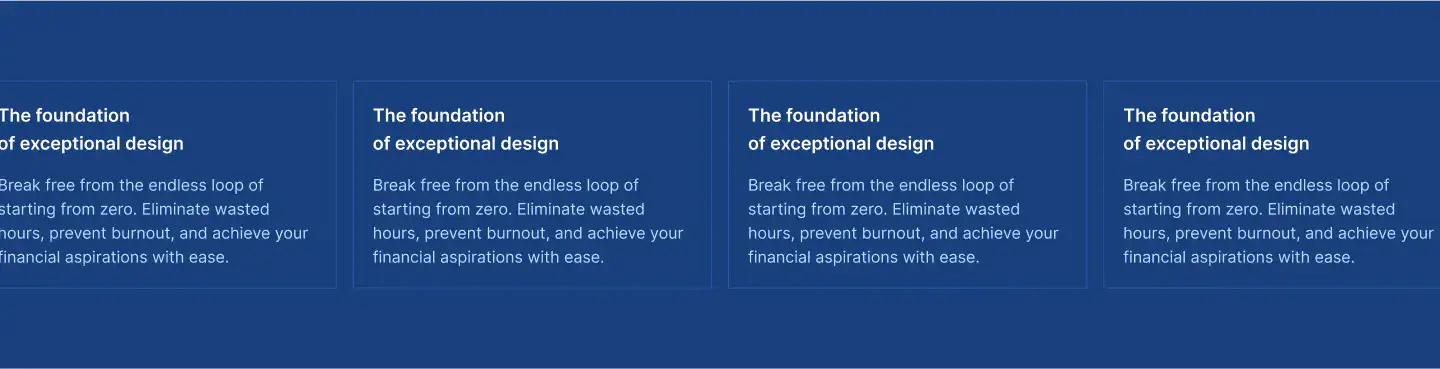 The foundation
of exceptional design
Break free from the endless loop of
starting from zero. Eliminate wasted
hours, prevent burnout, and achieve your
financial aspirations with ease.
The foundation
of exceptional design
Break free from the endless loop of
starting from zero. Eliminate wasted
hours, prevent burnout, and achieve your
financial aspirations with ease.
The foundation
of exceptional design
Break free from the endless loop of
starting from zero. Eliminate wasted
hours, prevent burnout, and achieve your
financial aspirations with ease.
The foundation
of exceptional design
Break free from the endless loop of
starting from zero. Eliminate wasted
hours, prevent burnout, and achieve your
financial aspirations with ease.